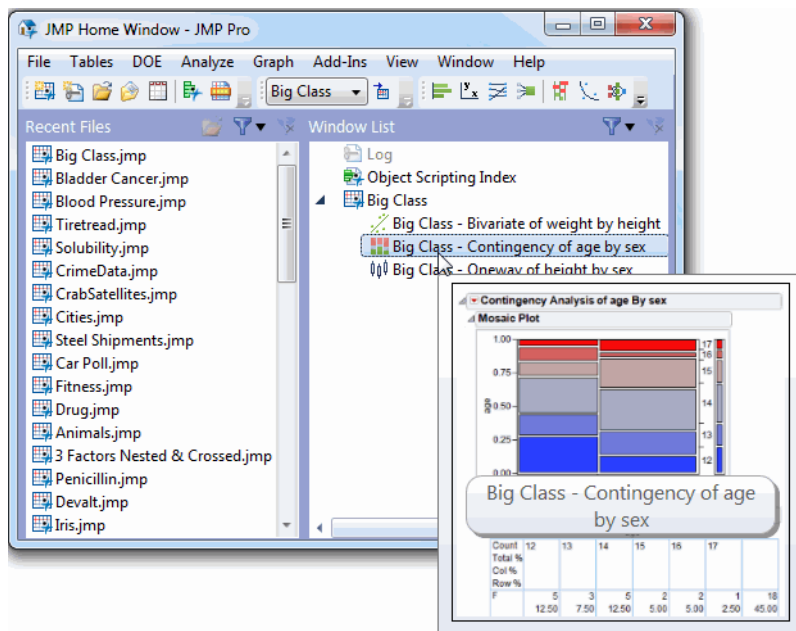 JMP Home Window - JMP Pro
File Tables DOE Analyze Graph Add-Ins View Window Help
Big Class
Recent Files
Big Class.jmp
Bladder Cancer.jmp
Blood Pressure.jmp
Tiretread.jmp
Solubility.jmp
CrimeData.jmp
CrabSatellites.jmp
Cities.jmp
Steel Shipments.jmp
Car Poll.jmp
Fitness.jmp
Drug.jmp
Animals.jmp
3 Factors Nested & Crossed.jmp
Penicillin.jmp
Devalt.jmp
Iris.jmp
Window List
Log
Object Scripting Index
Big Class
Big Class - Bivariate of weight by height
Big Class - Contingency of age by sex
Big Class - Oneway of height by sex
Contingency Analysis of age By sex
Mosaic Plot
1.00
0.75
0.50
0.25
0.00
age
17
16
15
14
13
12
Big Class - Contingency of age
by sex
Count 12 13 14 15 16 17
Total %
Col %
Row %
F 5 3 5 2 2 1 18
12.50 7.50 12.50 5.00 5.00 2.50 45.00